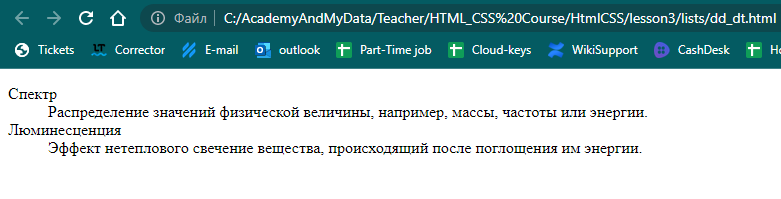 Файл | C:/AcademyAndMyData/Teacher/HTML_CSS%20Course/HtmlCSS/lesson3/lists/dd_dt.html
Tickets LT Corrector E-mail outlook Part-Time job Cloud-keys WikiSupport CashDesk
Спектр
Распределение значений физической величины, например, массы, частоты или энергии.
Люминесценция
Эффект нетеплового свечение вещества, происходящий после поглощения им энергии.